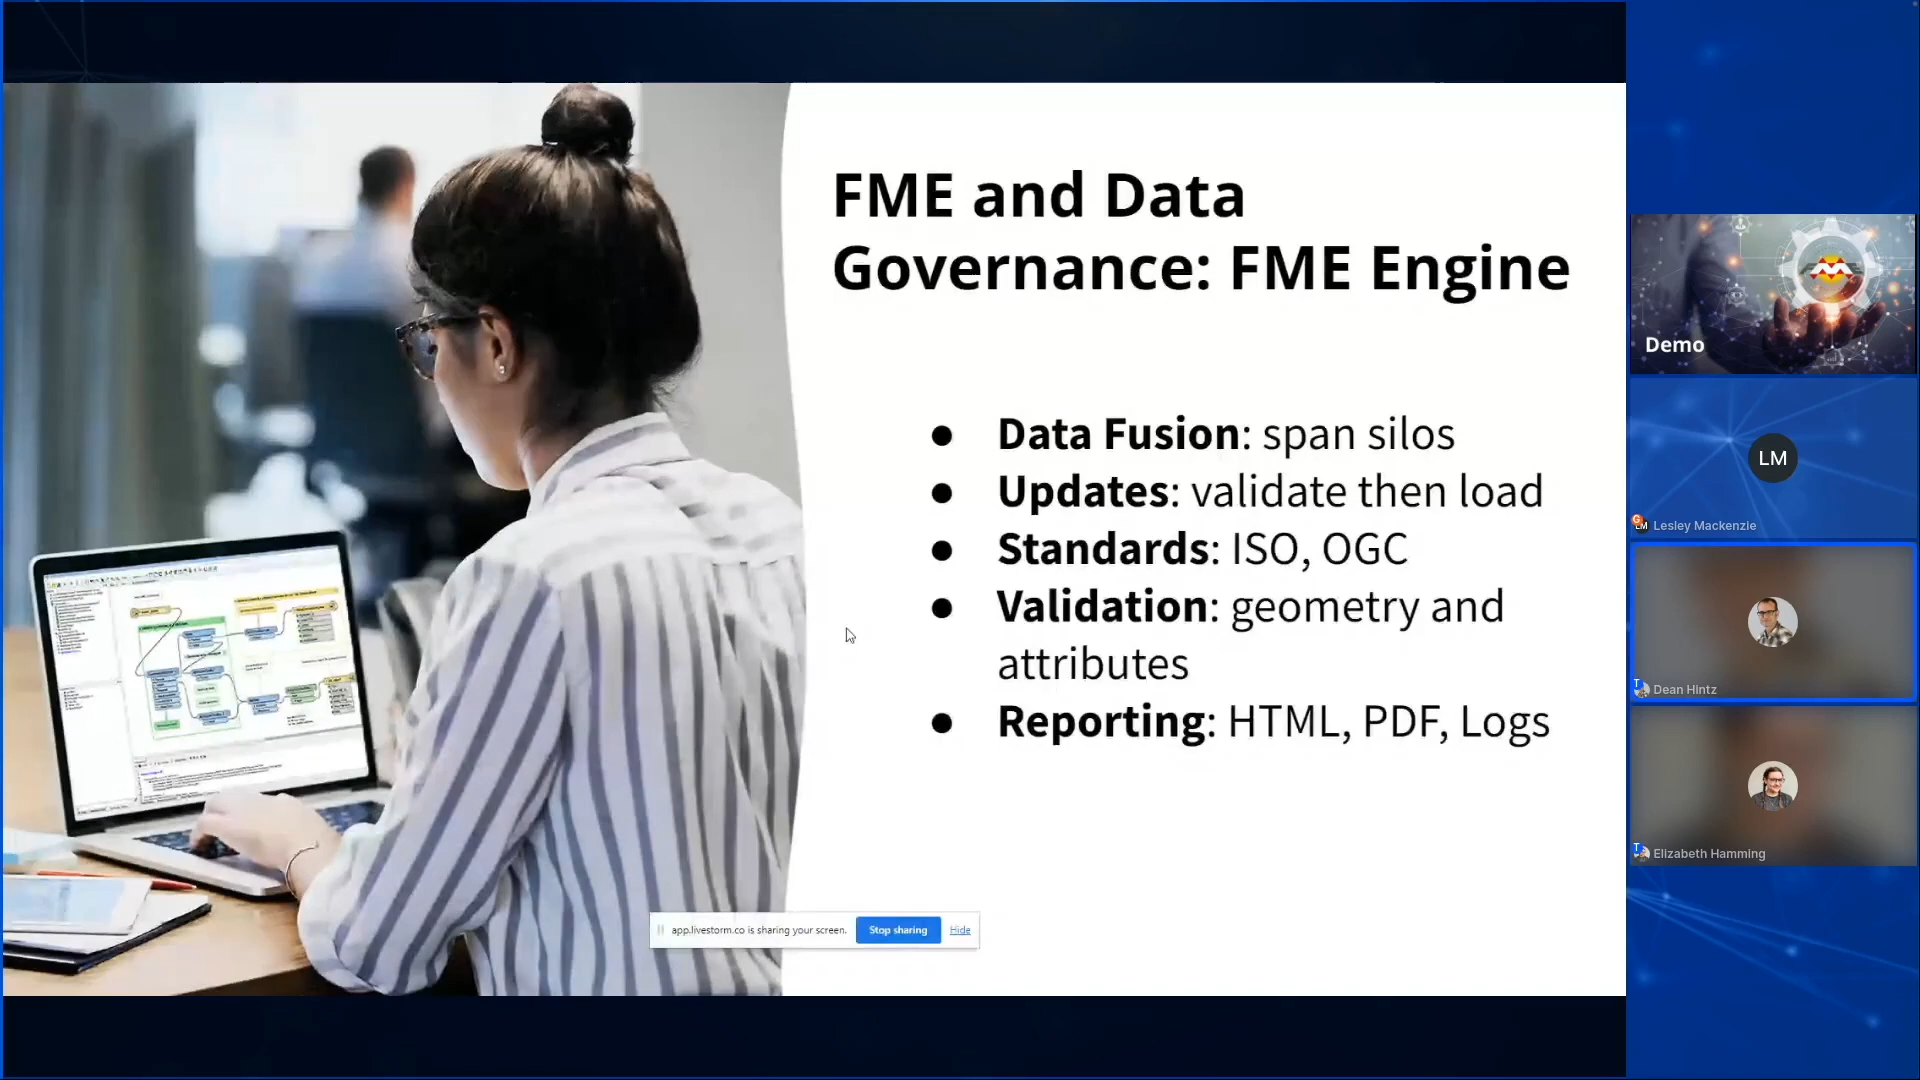 FME and Data
Governance: FME Engine
● Data Fusion: span silos
● Updates: validate then load
● Standards: ISO, OGC
● Validation: geometry and
attributes
● Reporting: HTML, PDF, Logs
app.livestorm.co is sharing your screen. Stop sharing Hide
Demo
LM
Lesley Mackenzie
Dean Hintz
Elizabeth Hamming